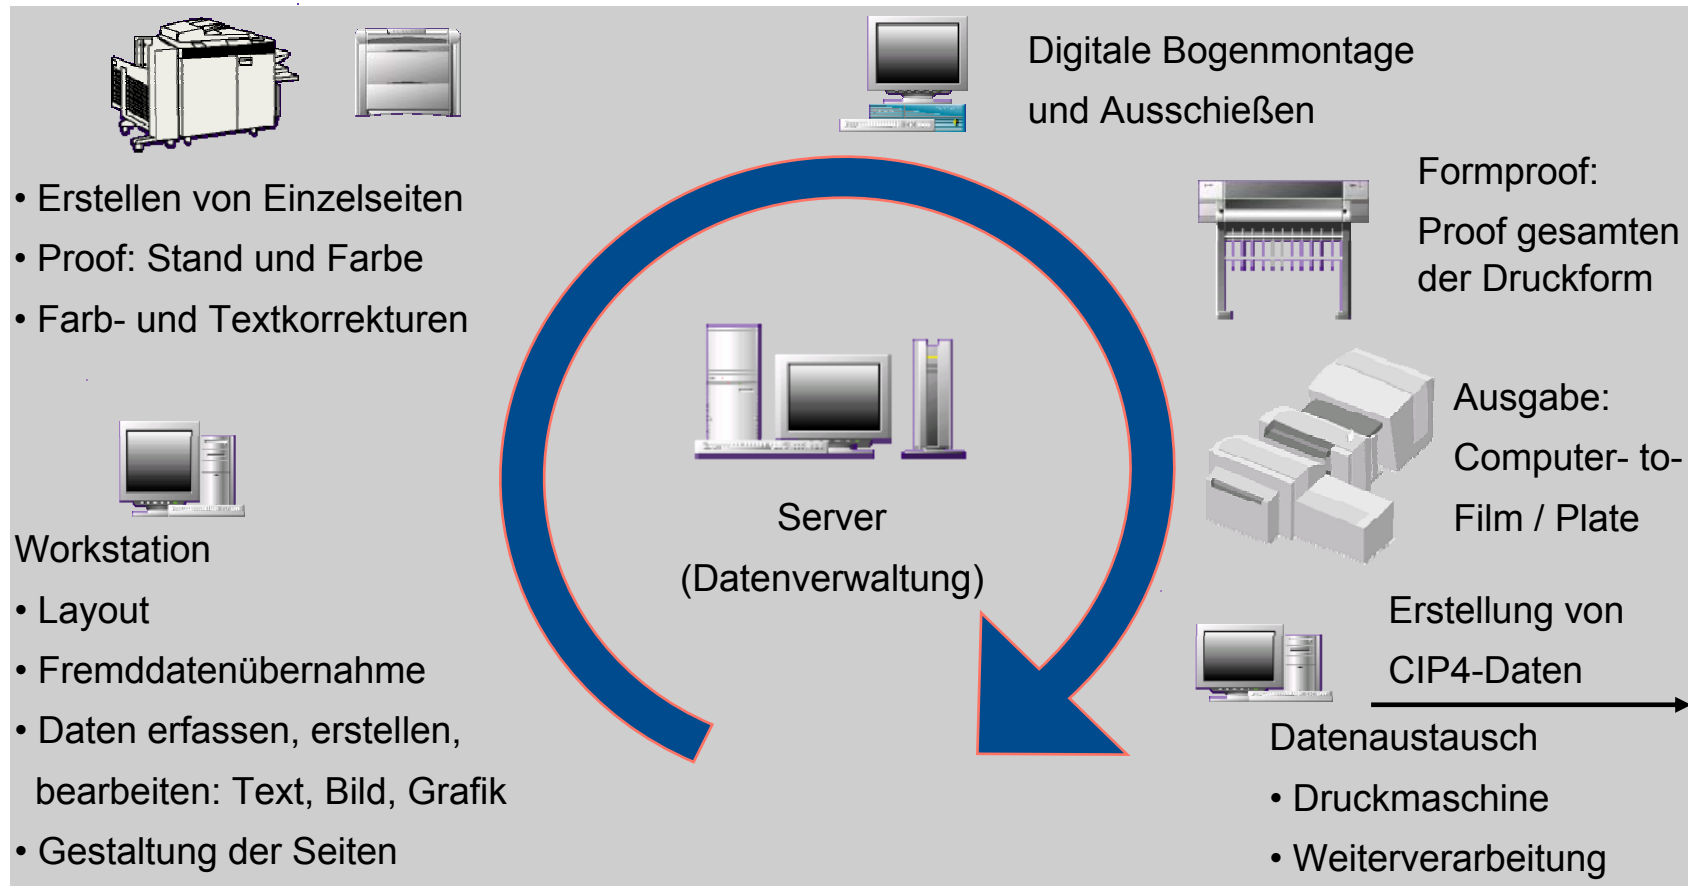 Digitale Bogenmontage
und Ausschießen
• Erstellen von Einzelseiten
• Proof: Stand und Farbe
• Farb- und Textkorrekturen
Formproof:
Proof gesamten
der Druckform
Ausgabe:
Computer- to-
Film / Plate
Server
(Datenverwaltung)
Workstation
• Layout
• Fremddatenübernahme
• Daten erfassen, erstellen,
bearbeiten: Text, Bild, Grafik
• Gestaltung der Seiten
Erstellung von
CIP4-Daten
Datenaustausch
• Druckmaschine
• Weiterverarbeitung